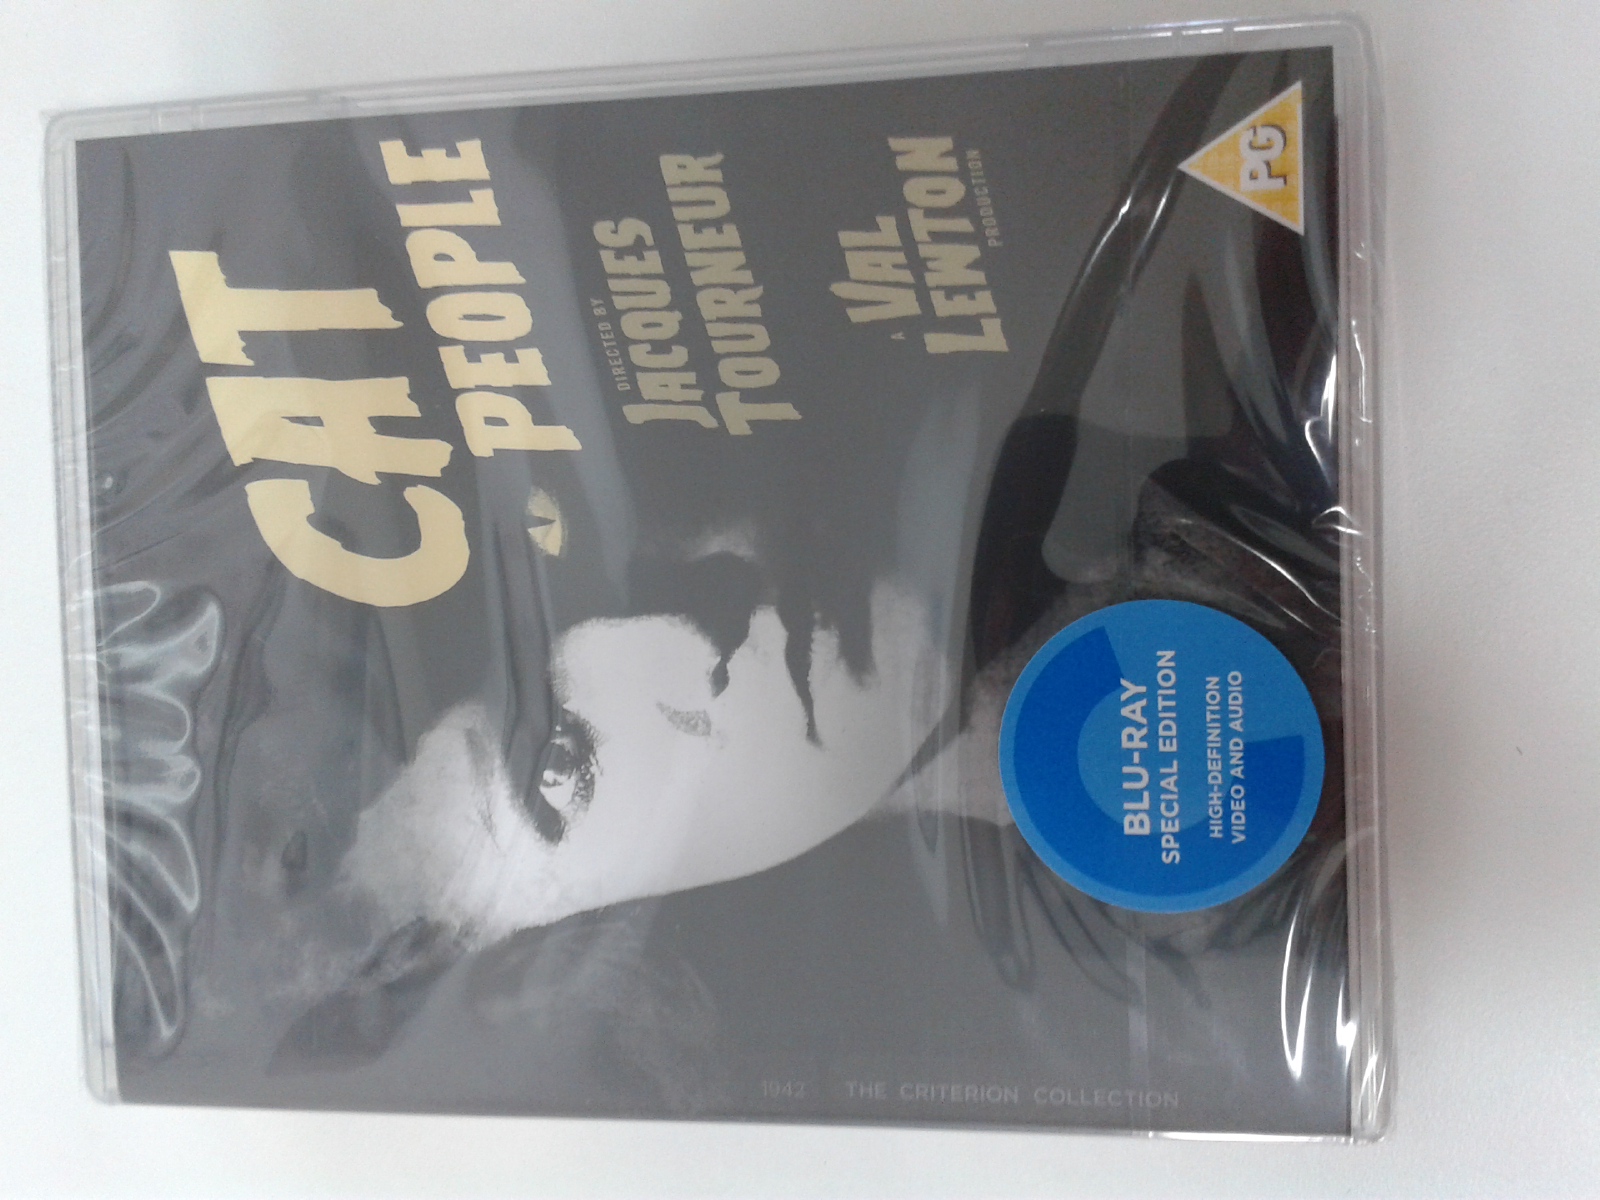 CAT
PEOPLE
DIRECTED BY
JACQUES
TOURNEUR
A
VAL
LEWTON
PRODUCTION
PG
BLU-RAY
SPECIAL EDITION
HIGH-DEFINITION
VIDEO AND AUDIO
1942 THE CRITERION COLLECTION